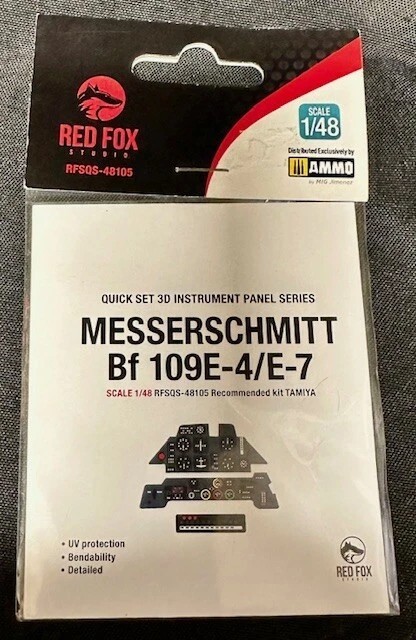 RED FOX
STUDIO
RFSQS-48105
SCALE
1/48
Distributed Exclusively by
AMMO
by MIG Jimenez
QUICK SET 3D INSTRUMENT PANEL SERIES
MESSERSCHMITT
Bf 109E-4/E-7
SCALE 1/48 RFSQS-48105 Recommended kit TAMIYA
• UV protection
• Bendability
• Detailed
RED FOX
STUDIO